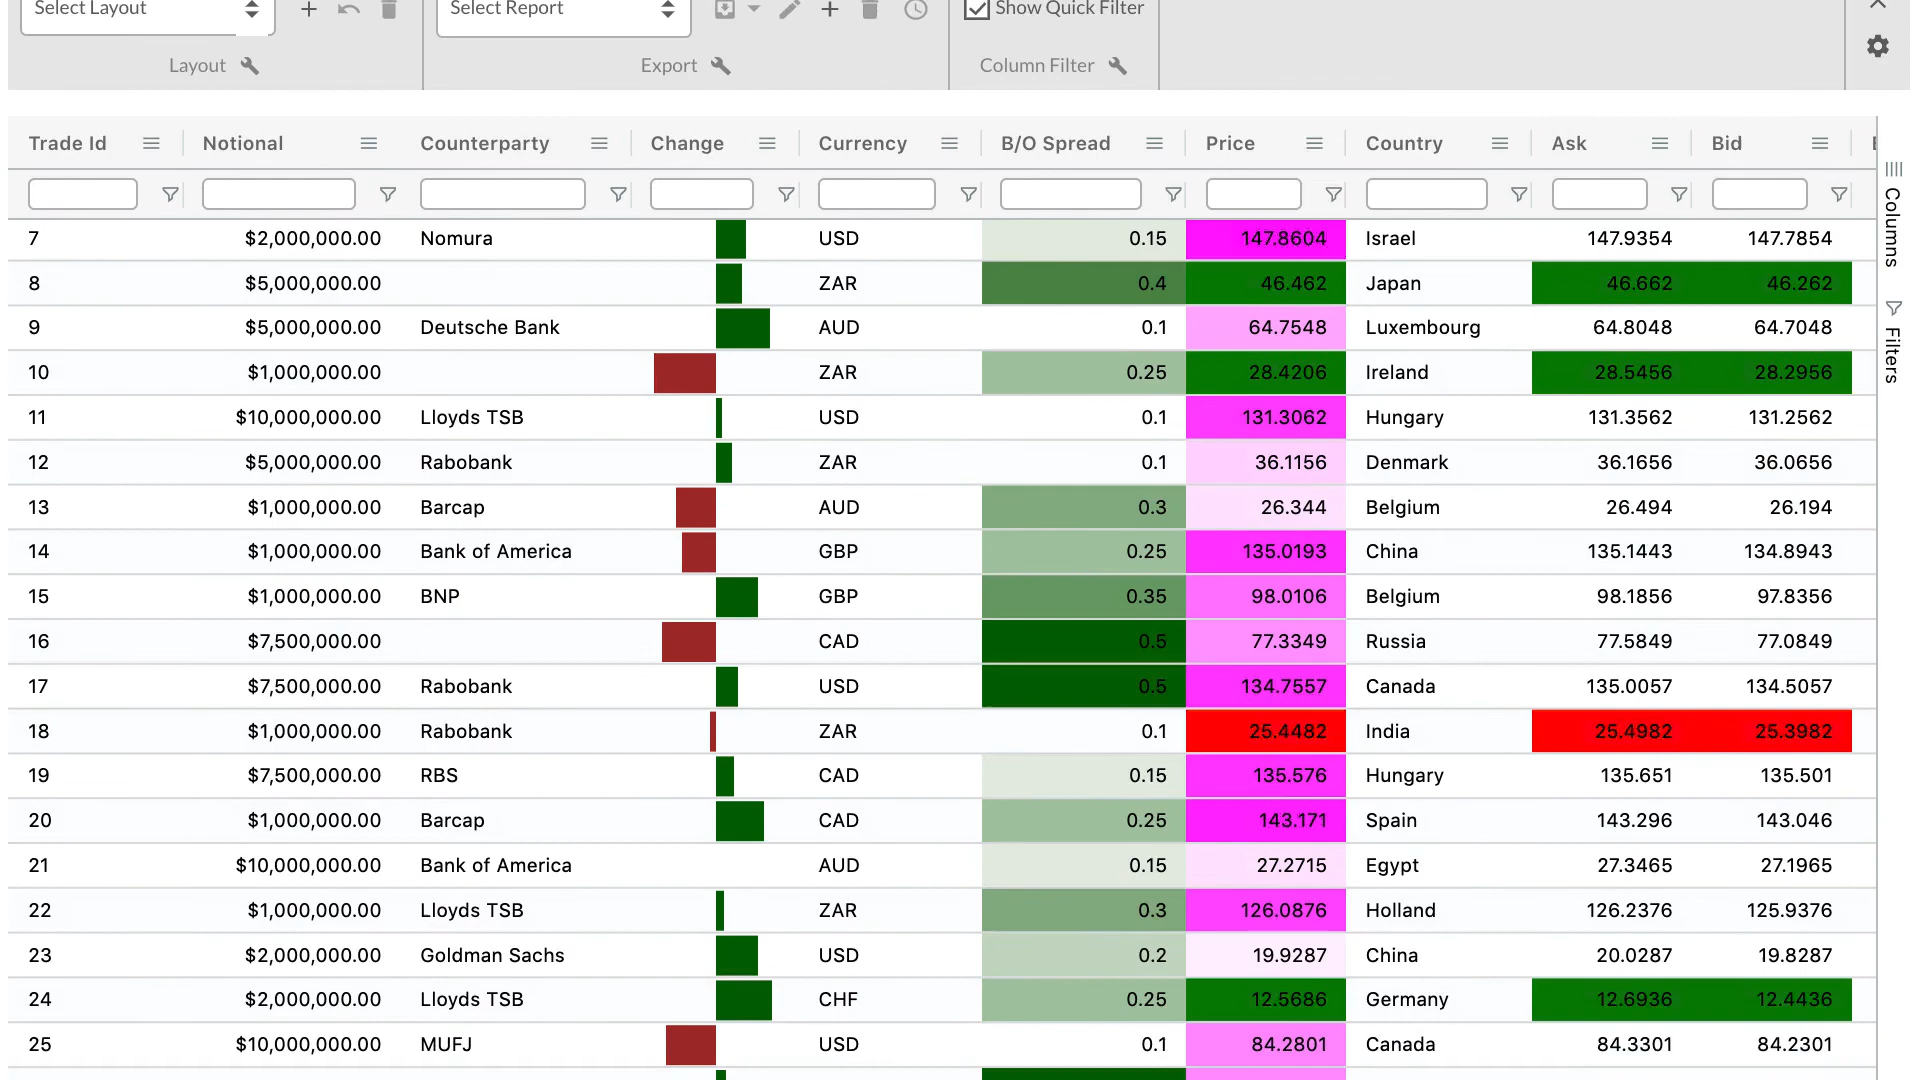 Select Layout Select Report Show Quick Filter
Layout Export Column Filter
Trade Id Notional Counterparty Change Currency B/O Spread Price Country Ask Bid
7 $2,000,000.00 Nomura USD 0.15 147.8604 Israel 147.9354 147.7854
8 $5,000,000.00 ZAR 0.4 46.462 Japan 46.662 46.262
9 $5,000,000.00 Deutsche Bank AUD 0.1 64.7548 Luxembourg 64.8048 64.7048
10 $1,000,000.00 ZAR 0.25 28.4206 Ireland 28.5456 28.2956
11 $10,000,000.00 Lloyds TSB USD 0.1 131.3062 Hungary 131.3562 131.2562
12 $5,000,000.00 Rabobank ZAR 0.1 36.1156 Denmark 36.1656 36.0656
13 $1,000,000.00 Barcap AUD 0.3 26.344 Belgium 26.494 26.194
14 $1,000,000.00 Bank of America GBP 0.25 135.0193 China 135.1443 134.8943
15 $1,000,000.00 BNP GBP 0.35 98.0106 Belgium 98.1856 97.8356
16 $7,500,000.00 CAD 0.5 77.3349 Russia 77.5849 77.0849
17 $7,500,000.00 Rabobank USD 0.5 134.7557 Canada 135.0057 134.5057
18 $1,000,000.00 Rabobank ZAR 0.1 25.4482 India 25.4982 25.3982
19 $7,500,000.00 RBS CAD 0.15 135.576 Hungary 135.651 135.501
20 $1,000,000.00 Barcap CAD 0.25 143.171 Spain 143.296 143.046
21 $10,000,000.00 Bank of America AUD 0.15 27.2715 Egypt 27.3465 27.1965
22 $1,000,000.00 Lloyds TSB ZAR 0.3 126.0876 Holland 126.2376 125.9376
23 $2,000,000.00 Goldman Sachs USD 0.2 19.9287 China 20.0287 19.8287
24 $2,000,000.00 Lloyds TSB CHF 0.25 12.5686 Germany 12.6936 12.4436
25 $10,000,000.00 MUFJ USD 0.1 84.2801 Canada 84.3301 84.2301
Columns
Filters